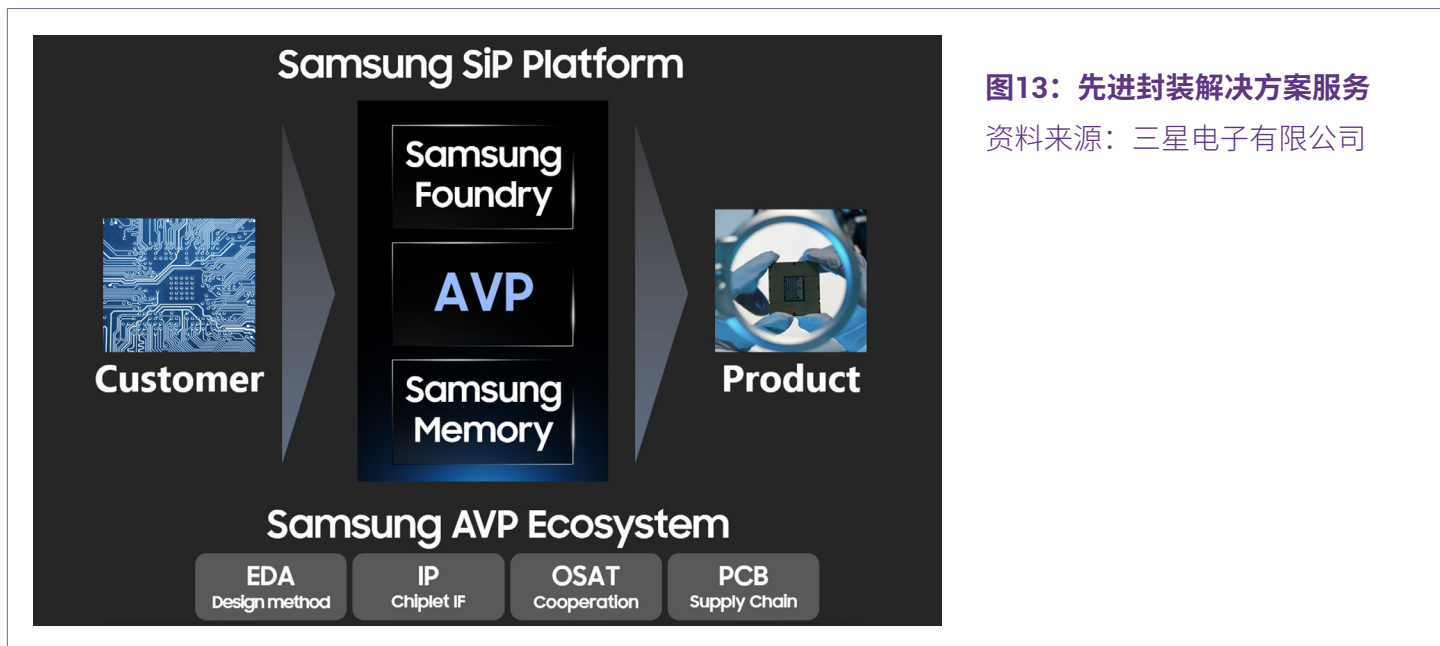 Samsung SiP Platform
Samsung
Foundry
AVP
Samsung
Memory
Customer
Product
Samsung AVP Ecosystem
EDA
Design method
IP
Chiplet IF
OSAT
Cooperation
PCB
Supply Chain
图13：先进封装解决方案服务
资料来源：三星电子有限公司